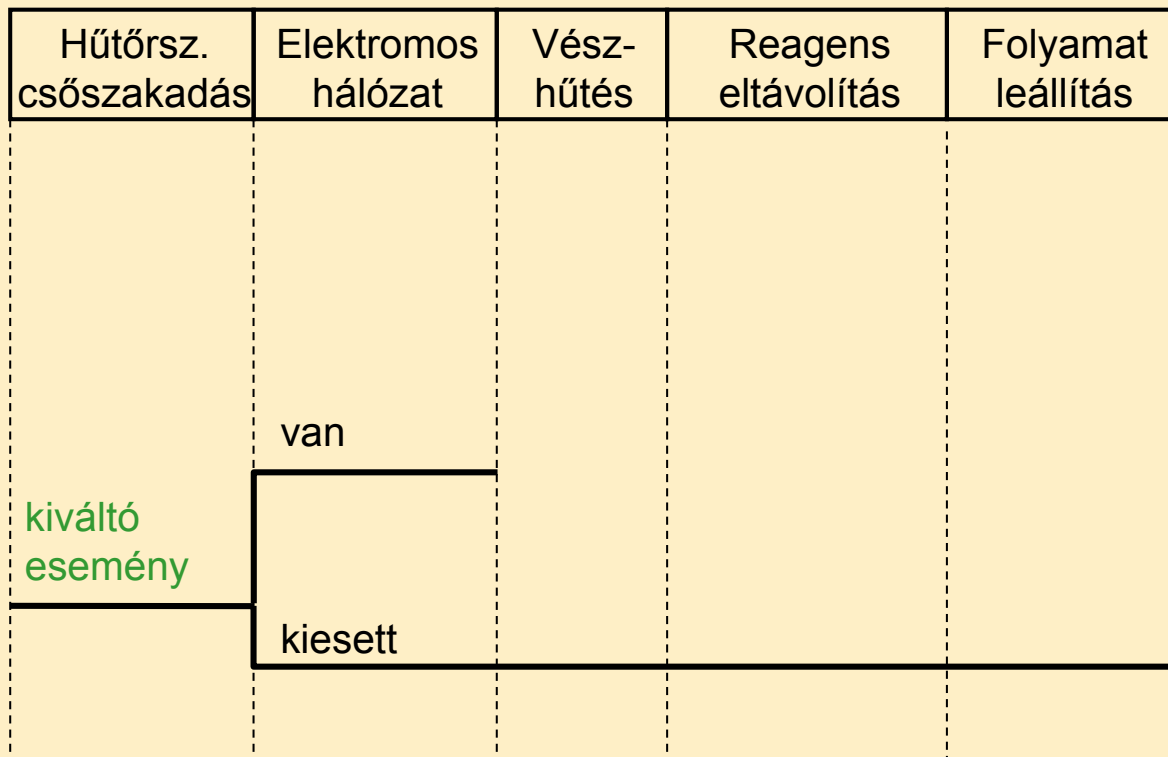 Hűtőrsz.
csőszakadás
Elektromos
hálózat
Vész-
hűtés
Reagens
eltávolítás
Folyamat
leállítás
van
kiváltó
esemény
kiesett